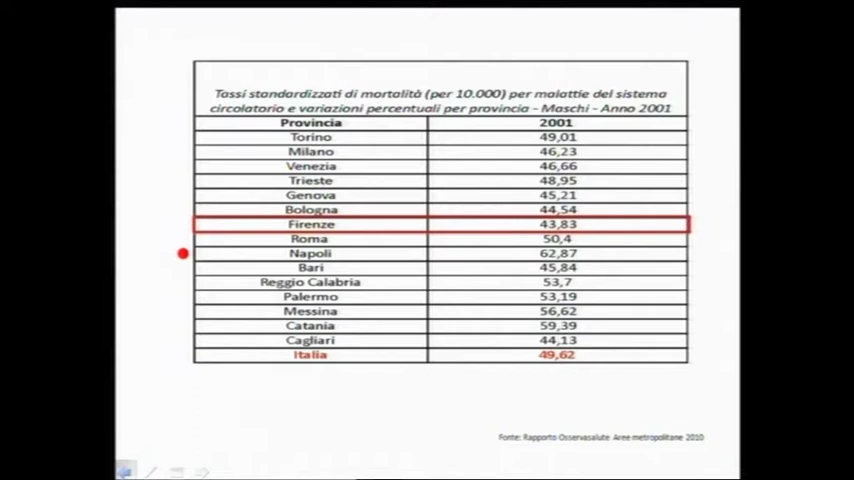 Tassi standardizzati di mortalità (per 10.000) per malattie del sistema
circolatorio e variazioni percentuali per provincia - Maschi - Anno 2001
Provincia 2001
Torino 49,01
Milano 46,23
Venezia 46,66
Trieste 48,95
Genova 45,21
Bologna 44,54
Firenze 43,83
Roma 50,4
Napoli 62,87
Bari 45,84
Reggio Calabria 53,7
Palermo 53,19
Messina 56,62
Catania 59,39
Cagliari 44,13
Italia 49,62
Fonte: Rapporto Osservasalute Aree metropolitane 2010